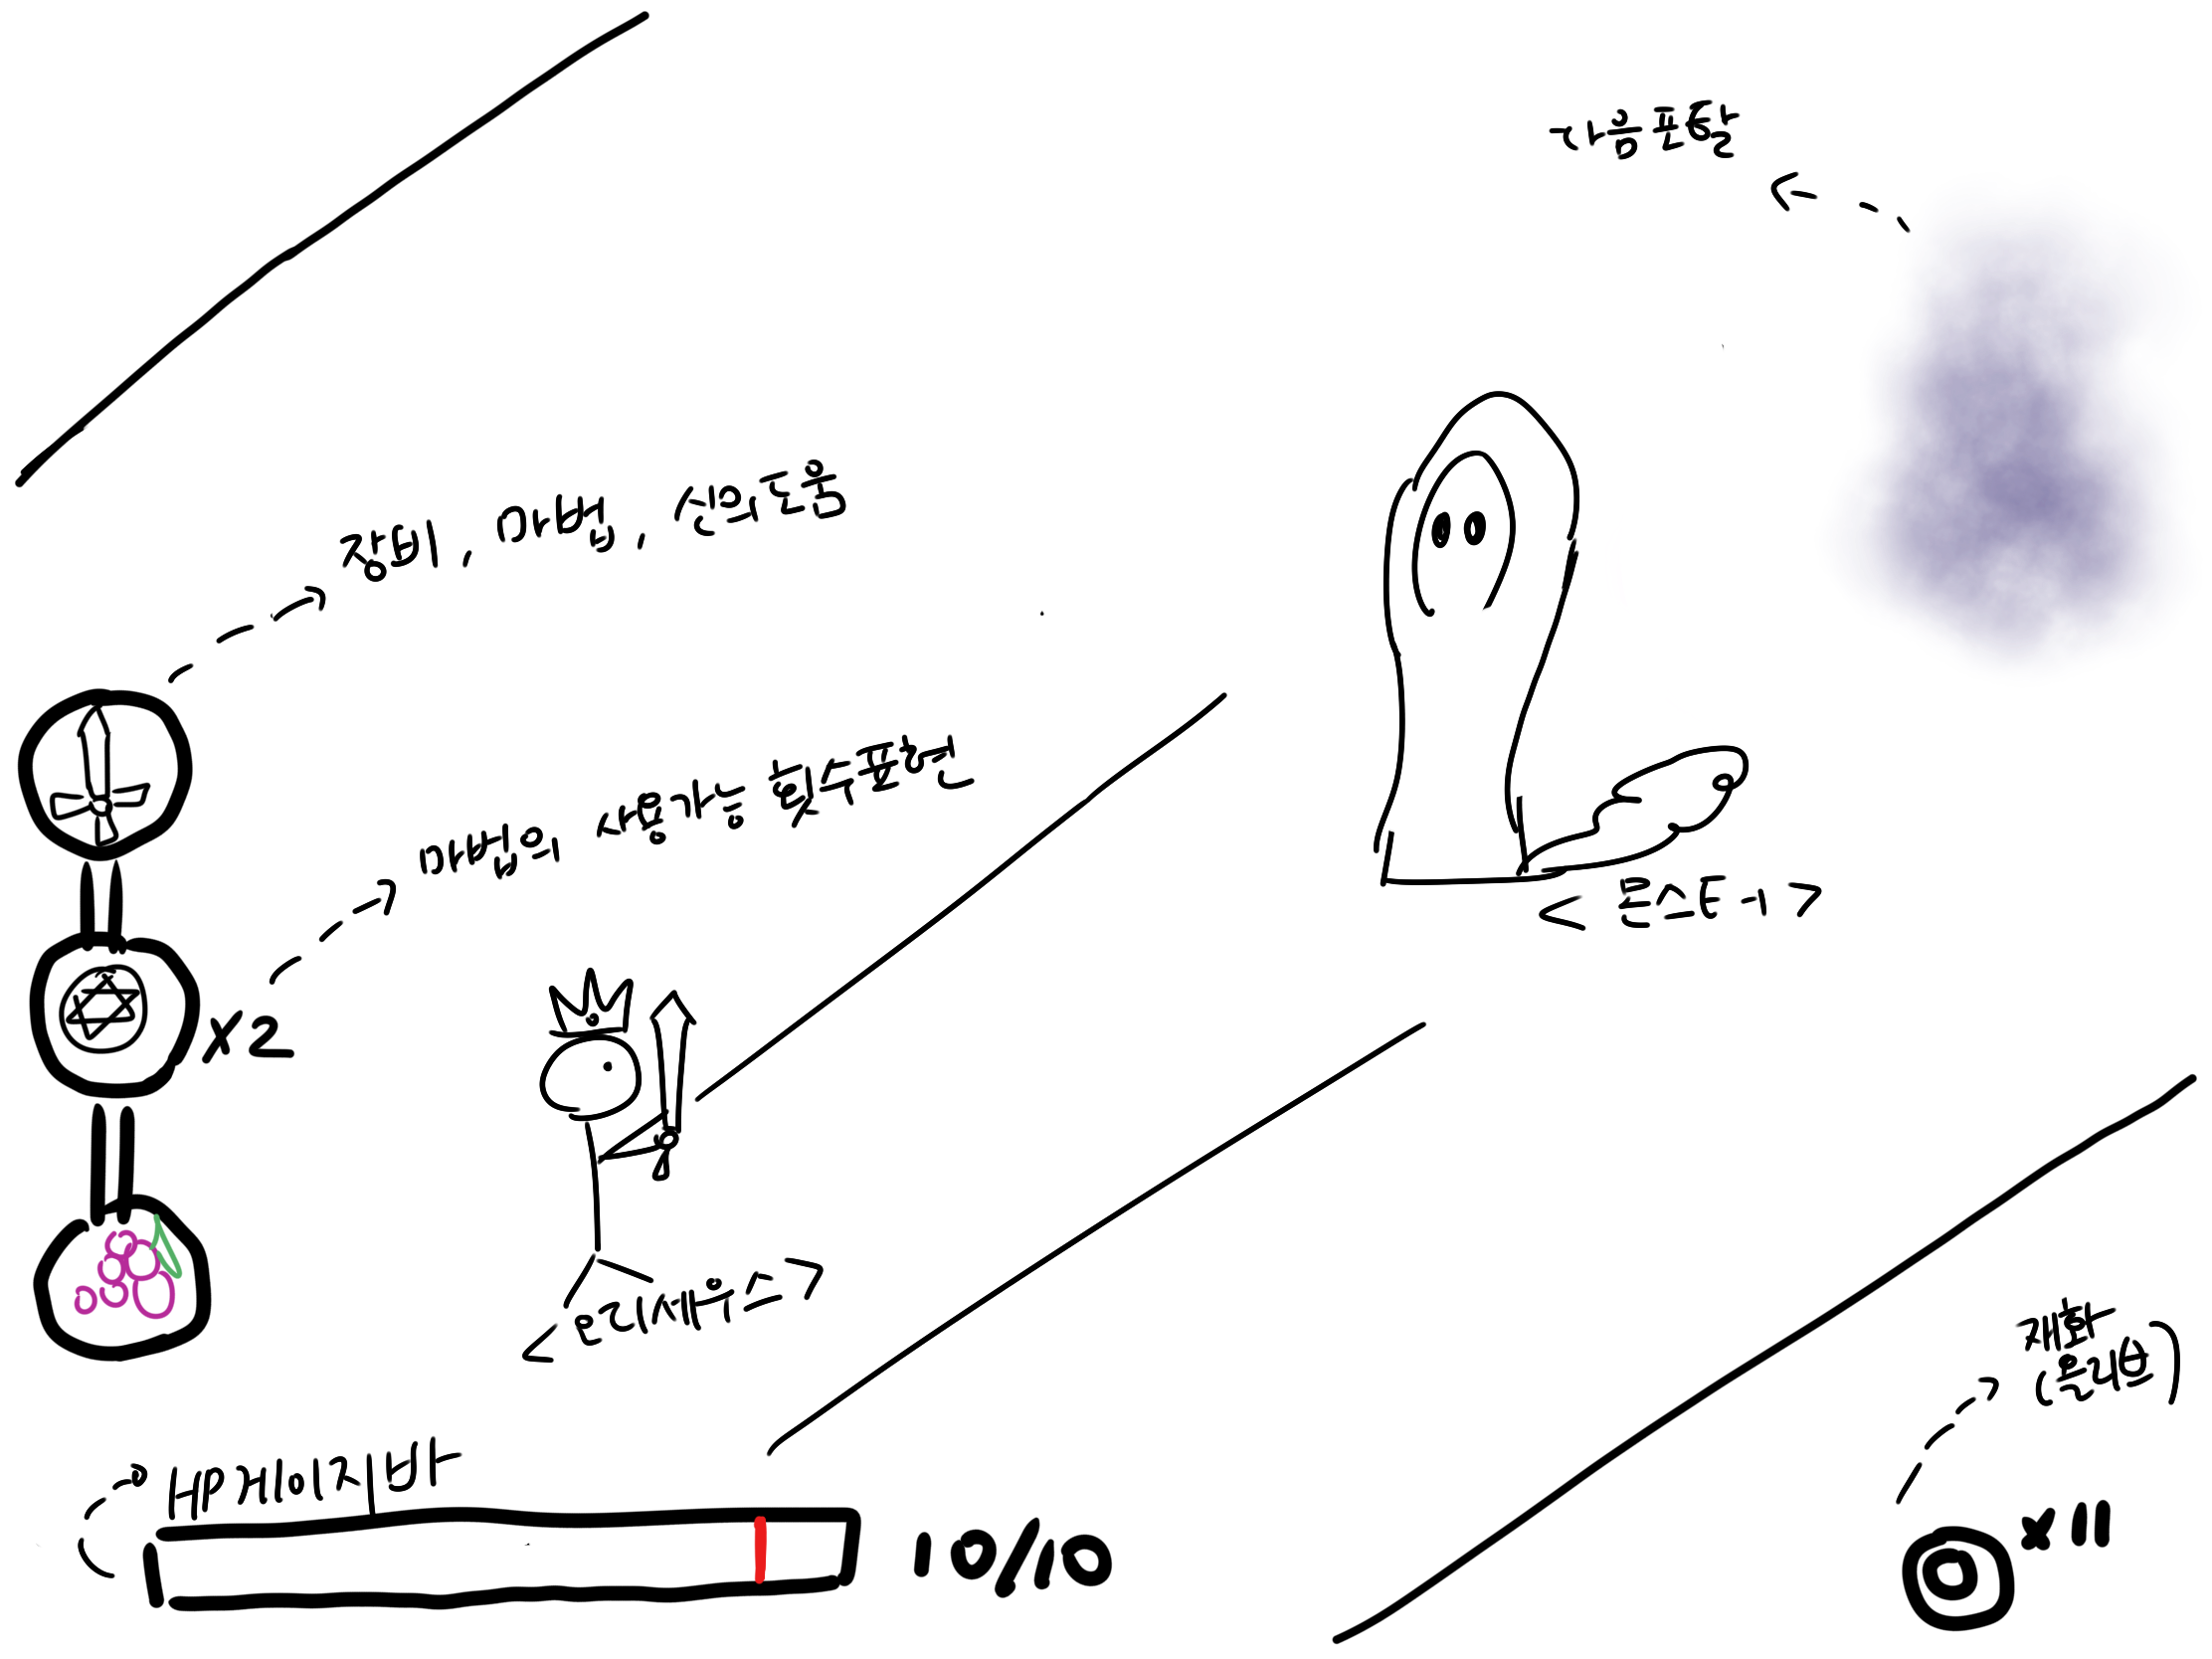 다음포탈
장비, 마법, 신의도움
마법의 사용가능 횟수표현
<몬스터>
X2
<오리세우스>
재화
(올리브)
HP게이지바
10/10
x11